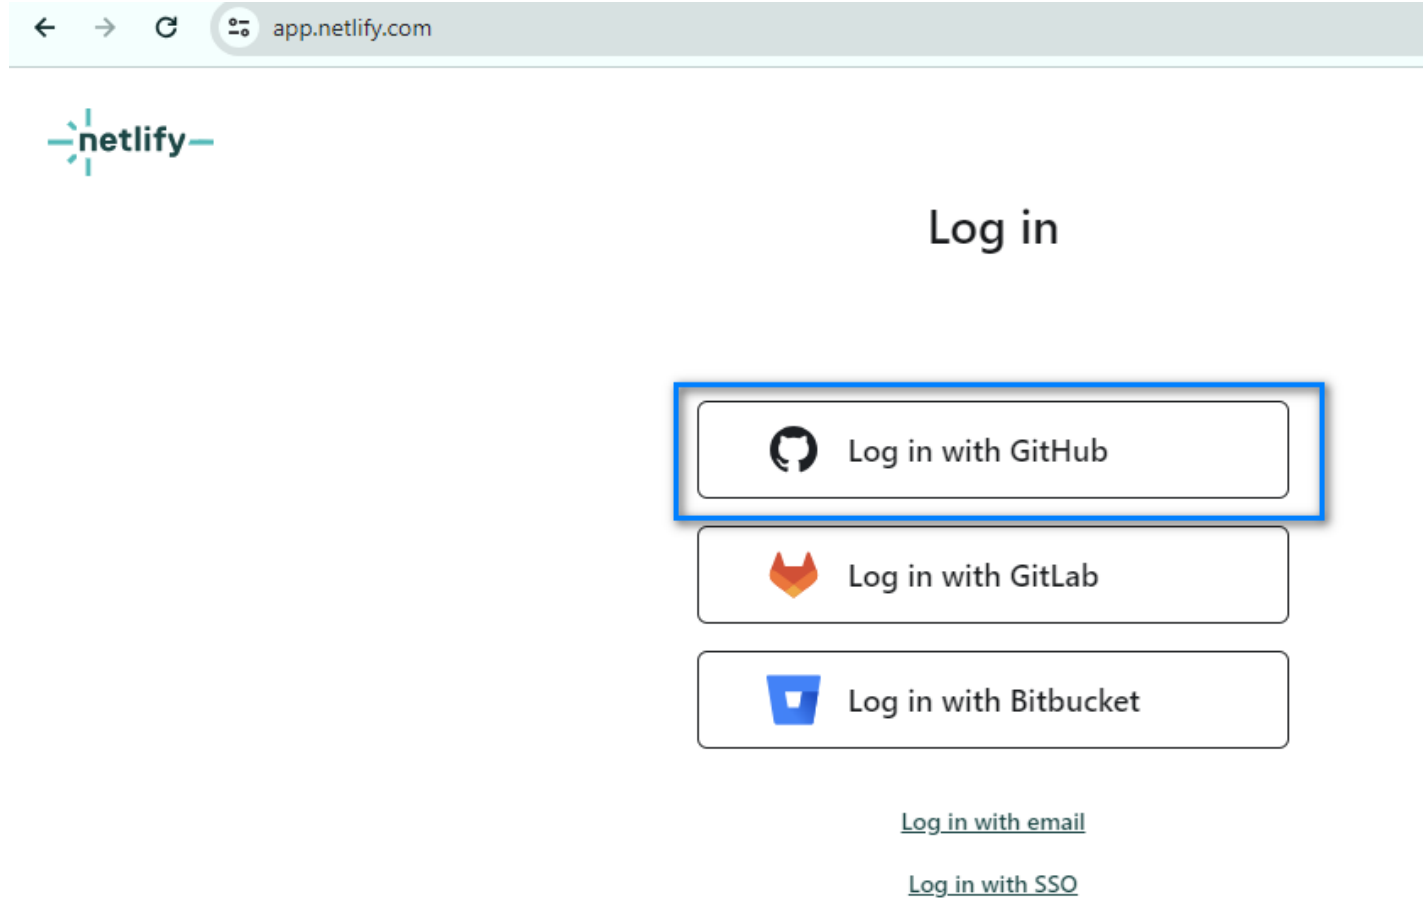 app.netlify.com
netlify
Log in
Log in with GitHub
Log in with GitLab
Log in with Bitbucket
Log in with email
Log in with SSO